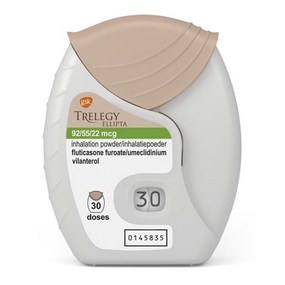 gsk
TRELEGY
ELLIPTA
92/55/22 mcg
inhalation powder/inhalatiepoeder
fluticasone furoate/umeclidinium
vilanterol
30
30
doses
0145835